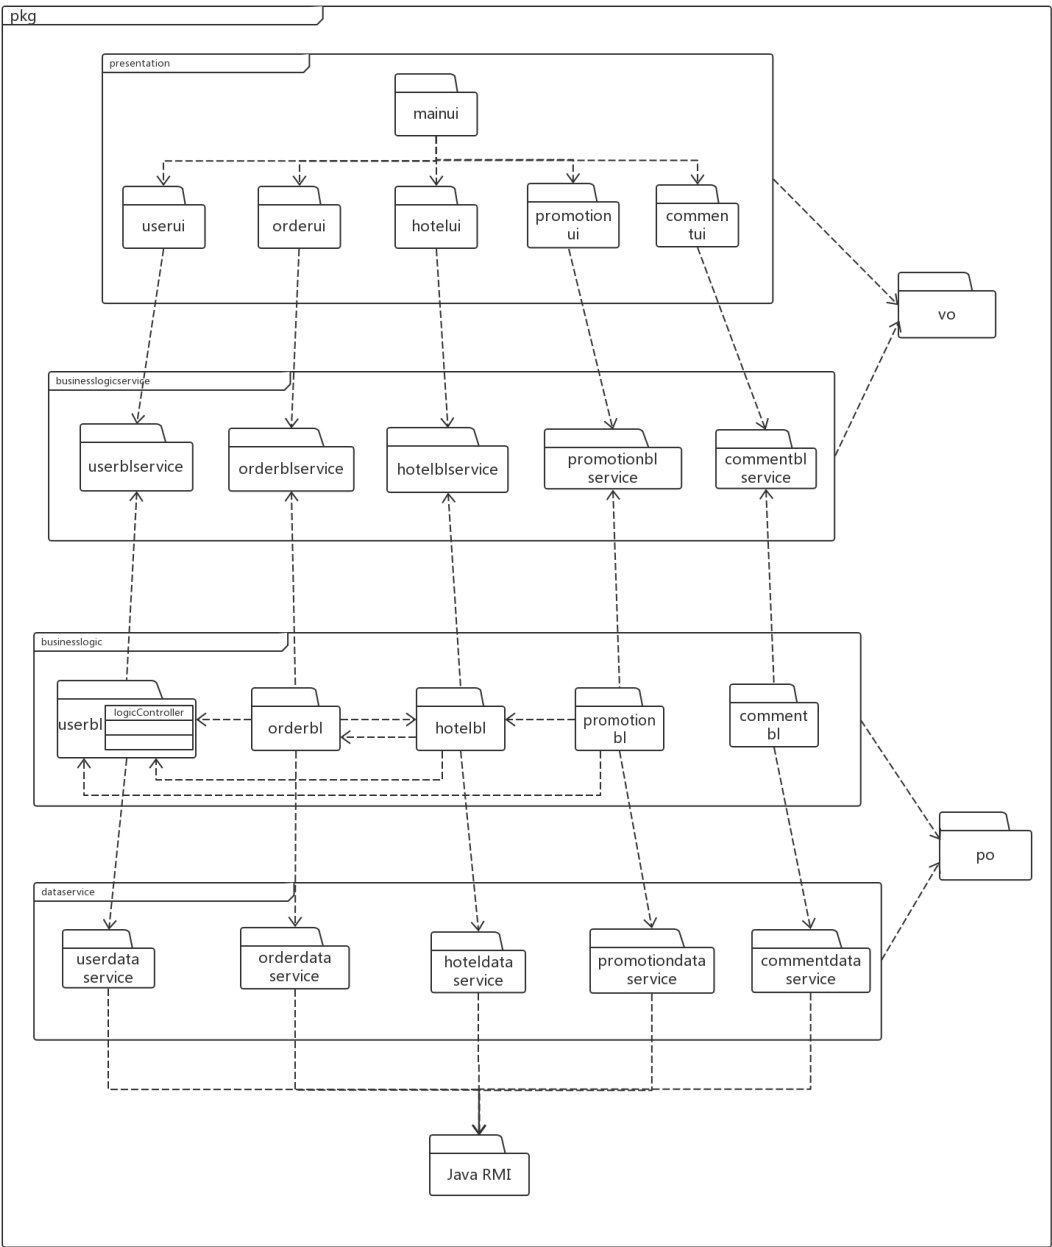 pkg
presentation
mainui
userui
orderui
hotelui
promotion
ui
commen
tui
vo
businesslogicservice
userblservice
orderblservice
hotelblservice
promotionbl
service
commentbl
service
businesslogic
userbl
logicController
orderbl
hotelbl
promotion
bl
comment
bl
po
dataservice
userdata
service
orderdata
service
hoteldata
service
promotiondata
service
commentdata
service
Java RMI